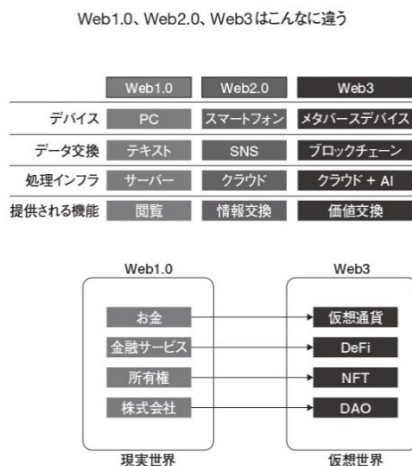 Web1.0、Web2.0、Web3はこんなに違う
Web1.0 Web2.0 Web3
デバイス PC スマートフォン メタバースデバイス
データ交換 テキスト SNS ブロックチェーン
処理インフラ サーバー クラウド クラウド + AI
提供される機能 閲覧 情報交換 価値交換
Web1.0 Web3
お金 仮想通貨
金融サービス DeFi
所有権 NFT
株式会社 DAO
現実世界 仮想世界